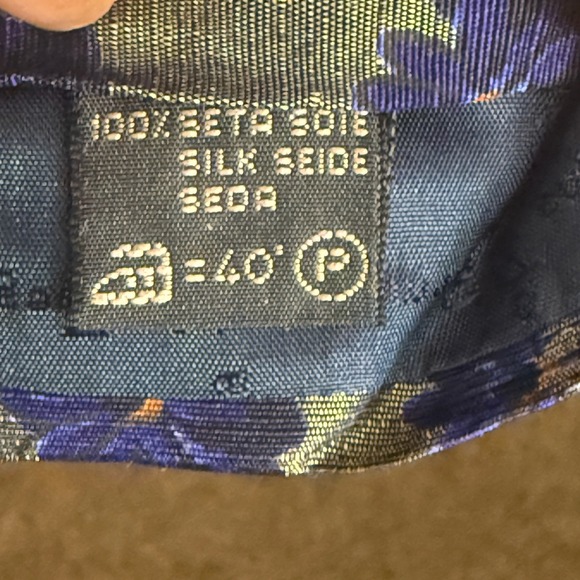 100% SETA SOIE
SILK SEIDE
SEDA
=40°
P